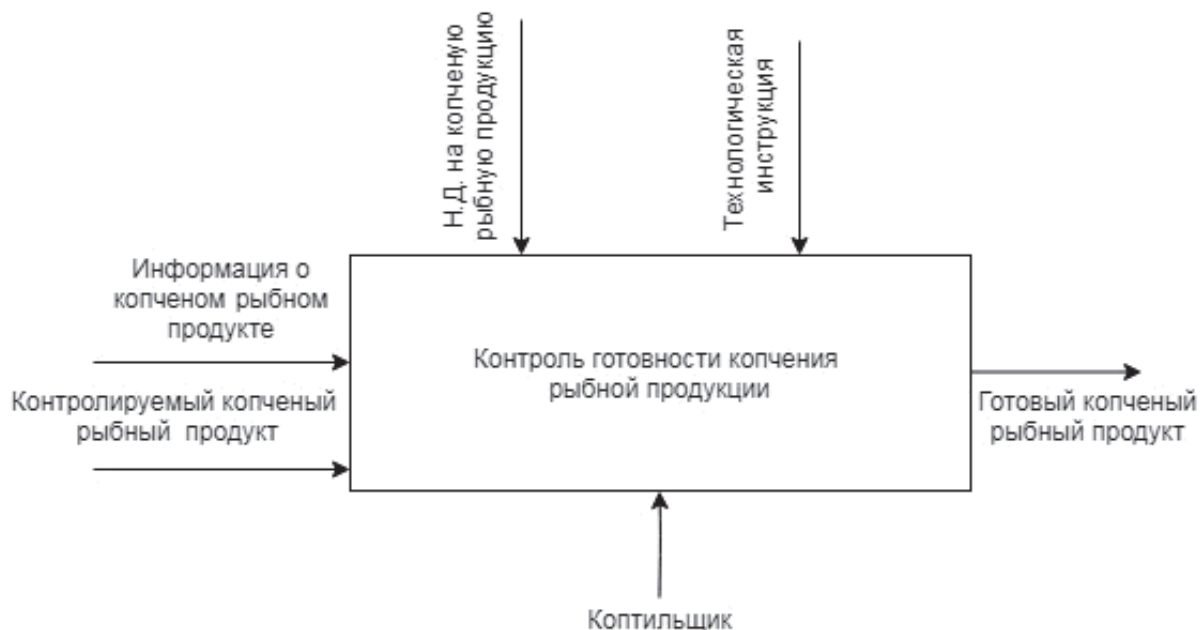 Н.Д. на копченую
рыбную продукцию
Технологическая
инструкция
Информация о
копченом рыбном
продукте
Контролируемый копченый
рыбный продукт
Контроль готовности копчения
рыбной продукции
Готовый копченый
рыбный продукт
Коптильщик